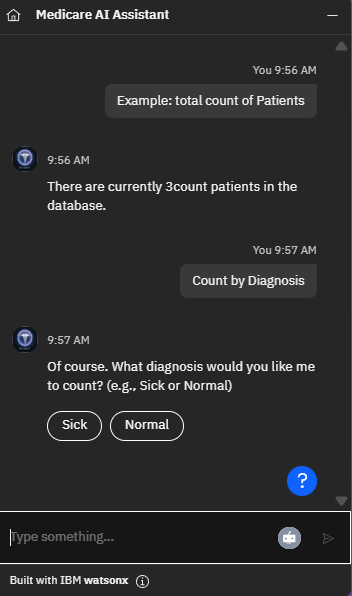 Medicare AI Assistant
You 9:56 AM
Example: total count of Patients
9:56 AM
There are currently 3count patients in the
database.
You 9:57 AM
Count by Diagnosis
9:57 AM
Of course. What diagnosis would you like me
to count? (e.g., Sick or Normal)
Sick Normal
?
Type something...
Built with IBM watsonx